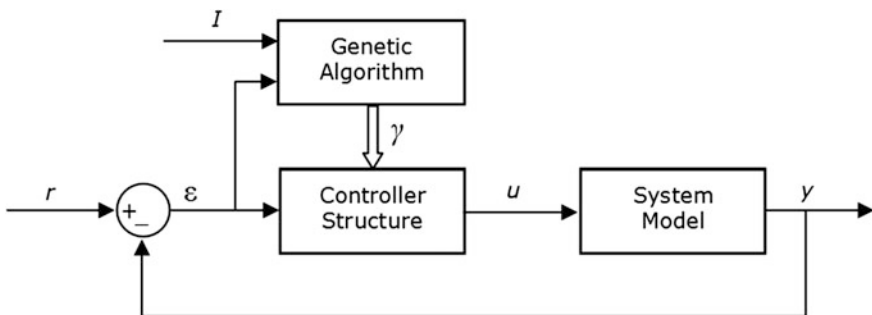 I
Genetic
Algorithm
γ
r
+
−
ε
Controller
Structure
u
System
Model
y